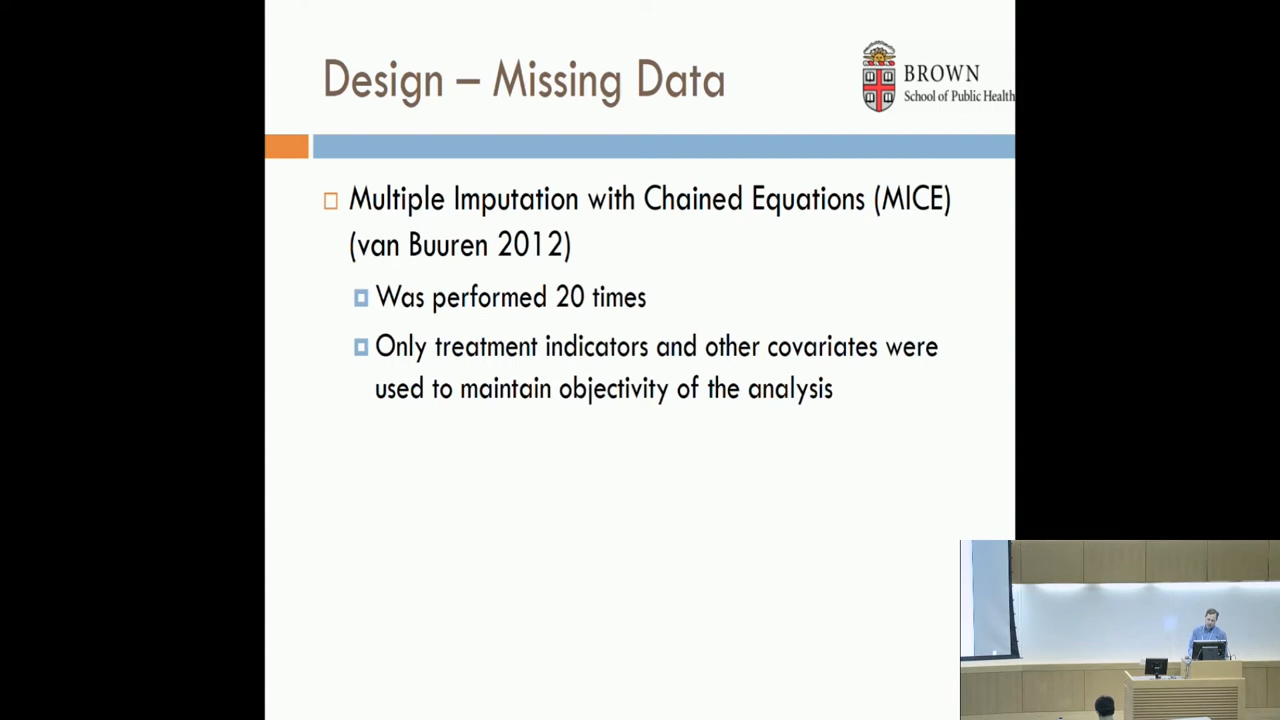 Design – Missing Data
BROWN
School of Public Health
Multiple Imputation with Chained Equations (MICE)
(van Buuren 2012)
Was performed 20 times
Only treatment indicators and other covariates were
used to maintain objectivity of the analysis